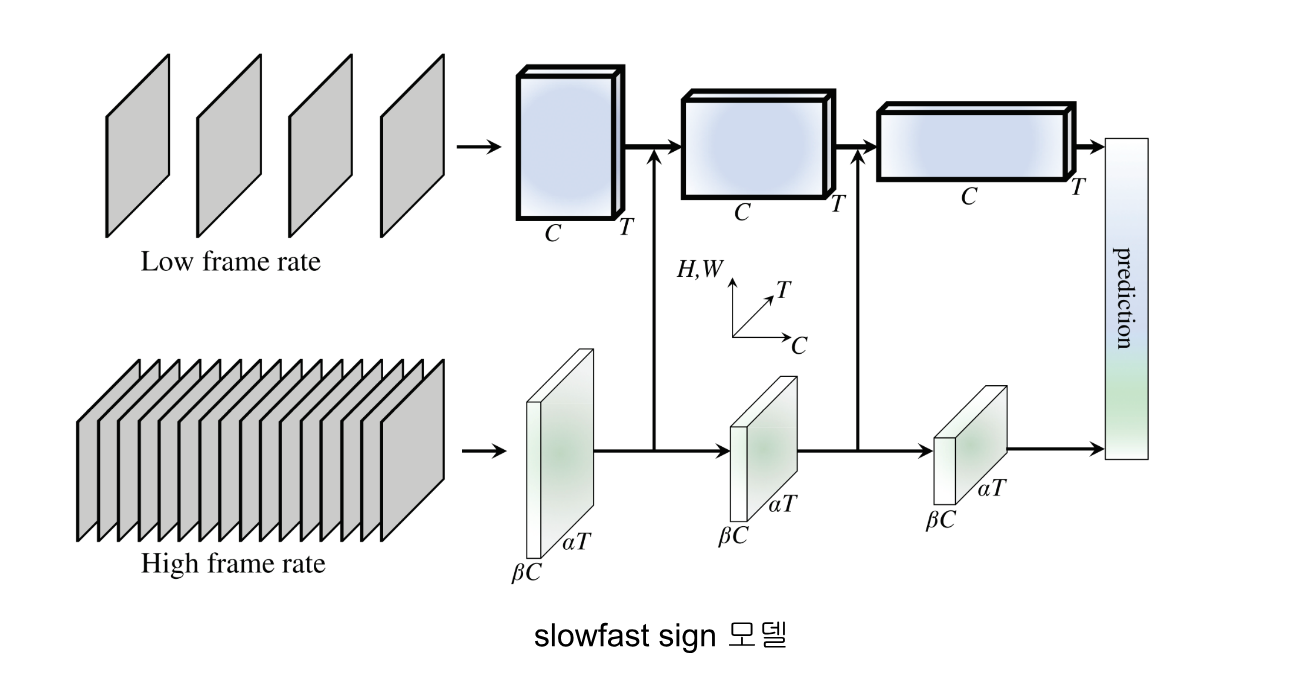 C
T
C
T
C
T
Low frame rate
H,W
T
C
prediction
αT
βC
αT
βC
αT
βC
High frame rate
slowfast sign 모델